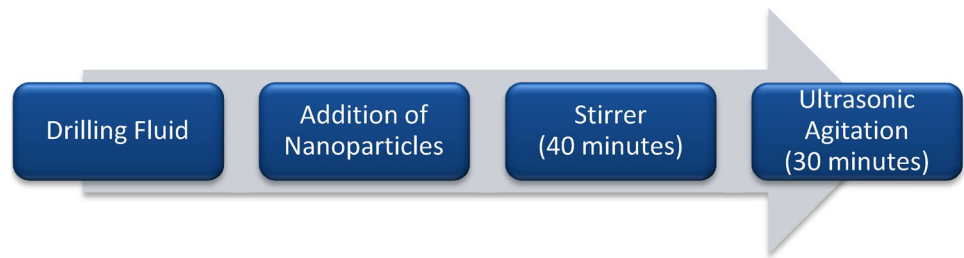 Drilling Fluid
Addition of
Nanoparticles
Stirrer
(40 minutes)
Ultrasonic
Agitation
(30 minutes)